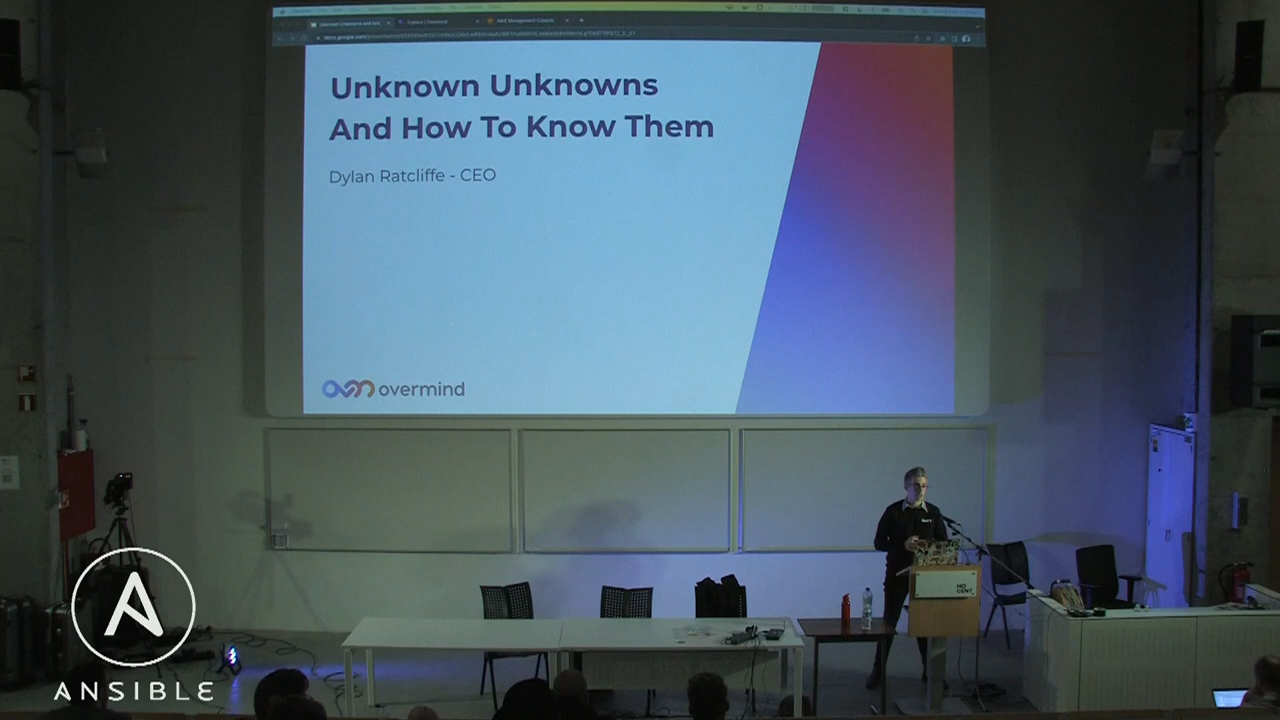 Unknown Unknowns
And How To Know Them
Dylan Ratcliffe - CEO
overmind
HO
GENT
ANSIBLE